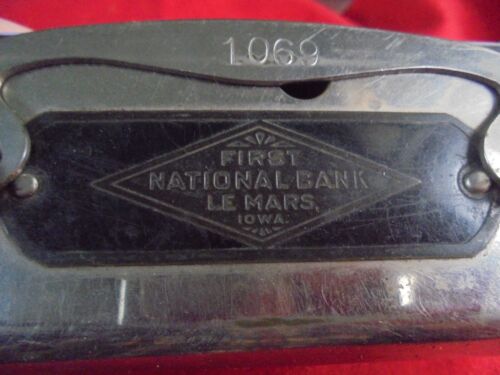 1069
FIRST
NATIONAL BANK
LE MARS.
IOWA.